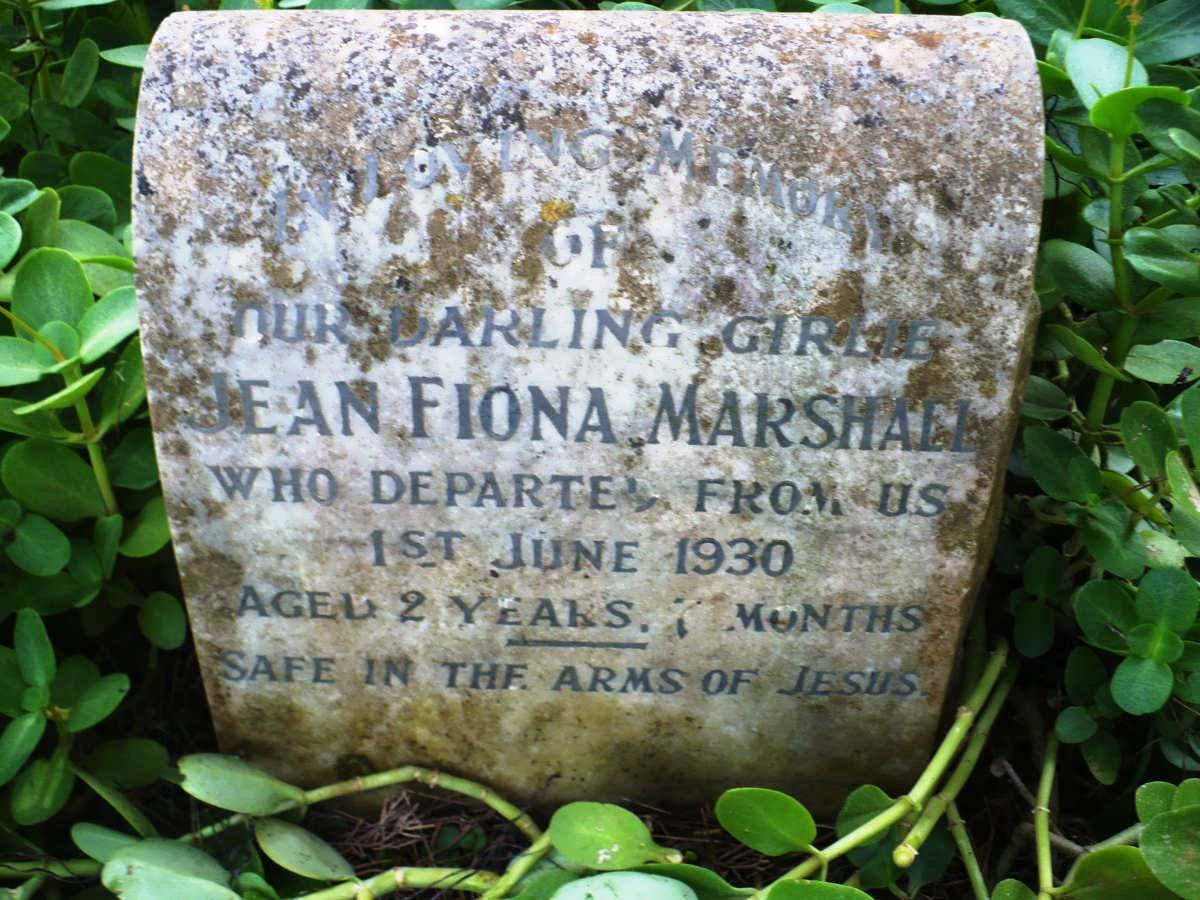 IN LOVING MEMORY
OF
OUR DARLING GIRLIE
JEAN FIONA MARSHALL
WHO DEPARTED FROM US
1ST JUNE 1930
AGED 2 YEARS, MONTHS
SAFE IN THE ARMS OF JESUS.